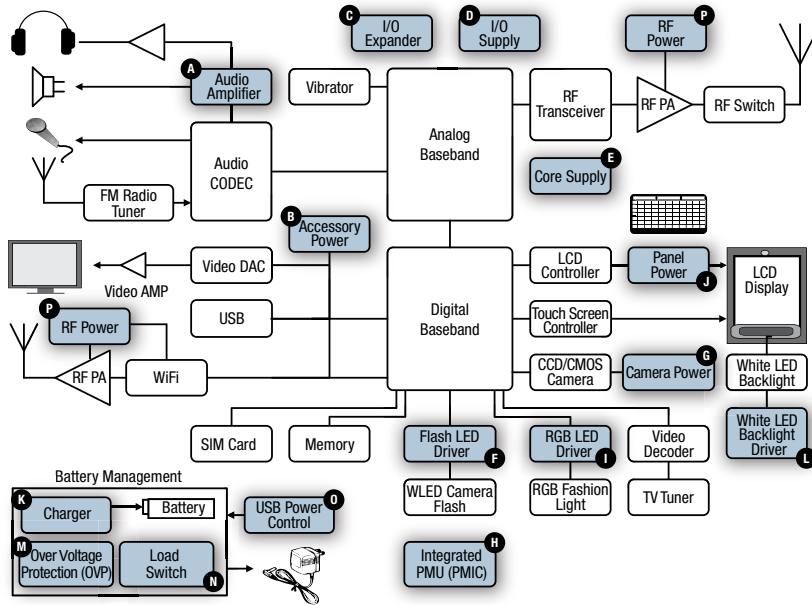 C
I/O
Expander
D
I/O
Supply
P
RF
Power
A
Audio
Amplifier
Vibrator
Analog
Baseband
RF
Transceiver
RF PA
RF Switch
Audio
CODEC
FM Radio
Tuner
E
Core Supply
B
Accessory
Power
Video AMP
Video DAC
Digital
Baseband
LCD
Controller
Panel
Power
J
LCD
Display
P
RF Power
USB
Touch Screen
Controller
RF PA
WiFi
CCD/CMOS
Camera
G
Camera Power
White LED
Backlight
SIM Card
Memory
Flash LED
Driver
F
RGB LED
Driver
I
Video
Decoder
White LED
Backlight
Driver
L
WLED Camera
Flash
RGB Fashion
Light
TV Tuner
Battery Management
K
Charger
Battery
O
USB Power
Control
M
Over Voltage
Protection (OVP)
Load
Switch
N
H
Integrated
PMU (PMIC)